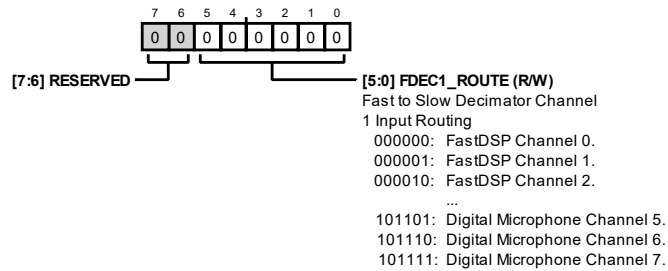 7 6 5 4 3 2 1 0
0 0 0 0 0 0 0 0
[7:6] RESERVED
[5:0] FDEC1_ROUTE (R/W)
Fast to Slow Decimator Channel
1 Input Routing
000000: FastDSP Channel 0.
000001: FastDSP Channel 1.
000010: FastDSP Channel 2.
...
101101: Digital Microphone Channel 5.
101110: Digital Microphone Channel 6.
101111: Digital Microphone Channel 7.